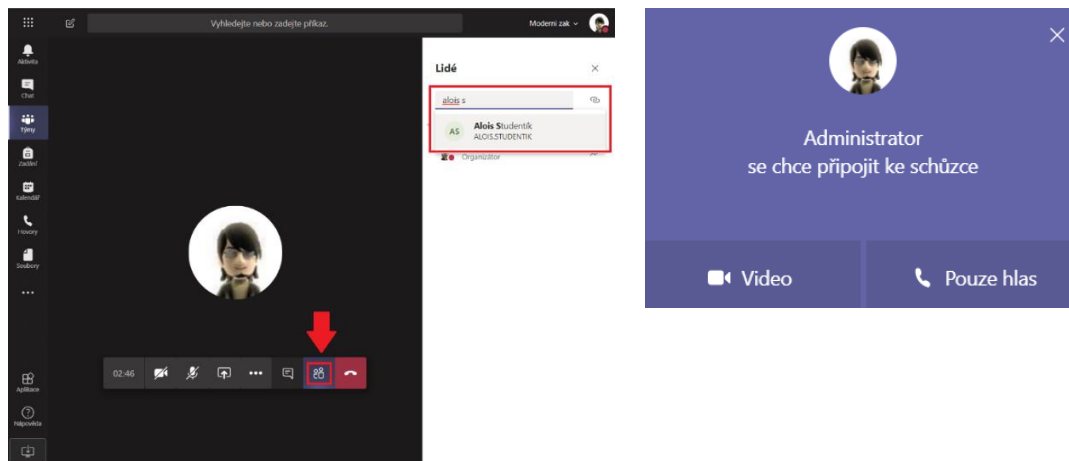 Vyhledejte nebo zadejte příkaz.
Moderni zak
Aktivita
Chat
Týmy
Zadání
Kalendář
Hovory
Soubory
Aplikace
Nápověda
Lidé
alois s
AS
Alois Studentík
ALOIS.STUDENTIK
Organizátor
02:46
Administrator
se chce připojit ke schůzce
Video
Pouze hlas